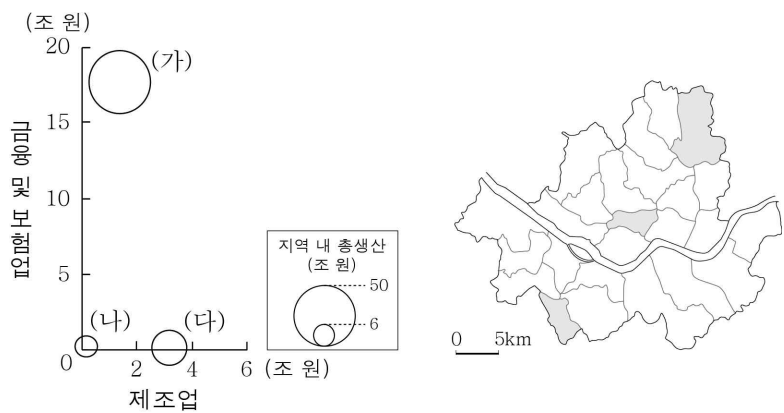 (조 원)
20
15
10
5
0
금융 및 보험업
(가)
(나)
(다)
2
4
6
(조 원)
제조업
지역 내 총생산
(조 원)
50
6
0
5km